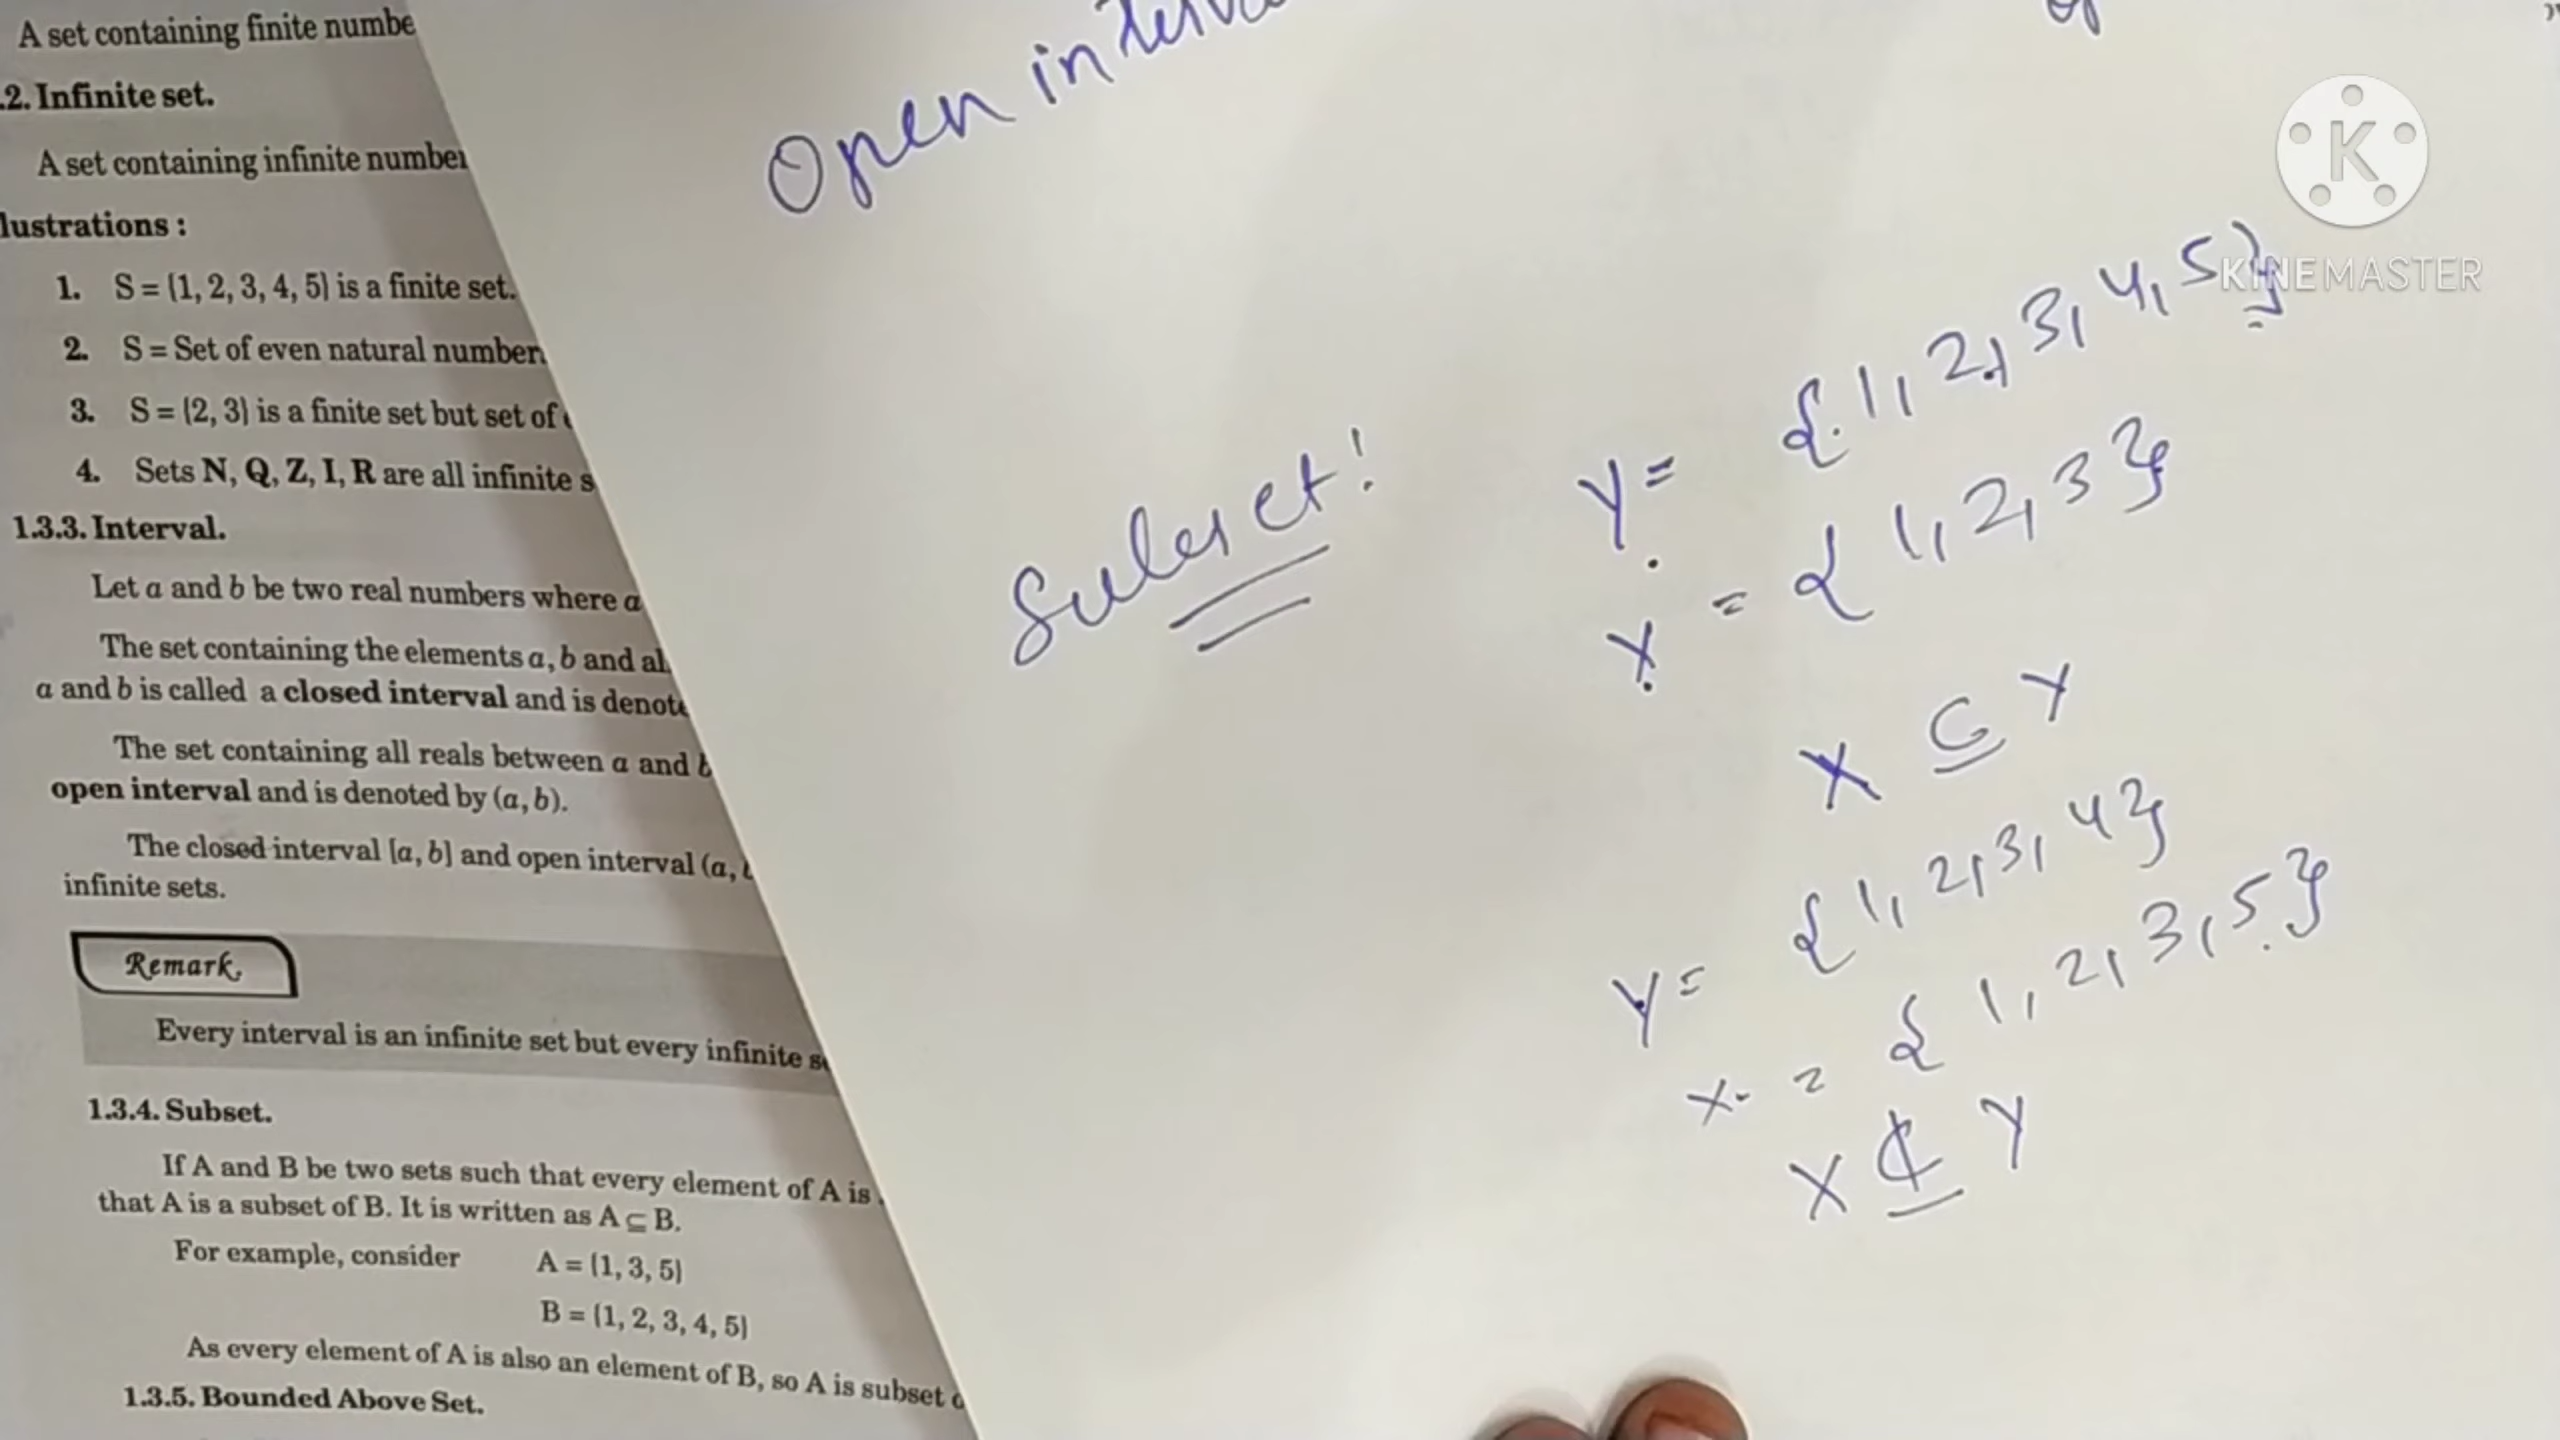 A set containing finite numbe
.2. Infinite set.
A set containing infinite number
lustrations :
1. S = {1, 2, 3, 4, 5} is a finite set.
2. S = Set of even natural number
3. S = {2, 3} is a finite set but set of
4. Sets N, Q, Z, I, R are all infinite s
1.3.3. Interval.
Let a and b be two real numbers where a
The set containing the elements a, b and al
a and b is called a closed interval and is denote
The set containing all reals between a and b
open interval and is denoted by (a, b).
The closed interval [a, b] and open interval (a,
infinite sets.
Remark.
Every interval is an infinite set but every infinite s
1.3.4. Subset.
If A and B be two sets such that every element of A is
that A is a subset of B. It is written as A ⊆ B.
For example, consider A = {1, 3, 5}
B = {1, 2, 3, 4, 5}
As every element of A is also an element of B, so A is subset o
1.3.5. Bounded Above Set.
Open interva
Subset!
Y = {1, 2, 3, 4, 5}
X = {1, 2, 3}
X ⊆ Y
Y = {1, 2, 3, 4}
X = {1, 2, 3, 5}
X ⊈ Y
K
KINEMASTER